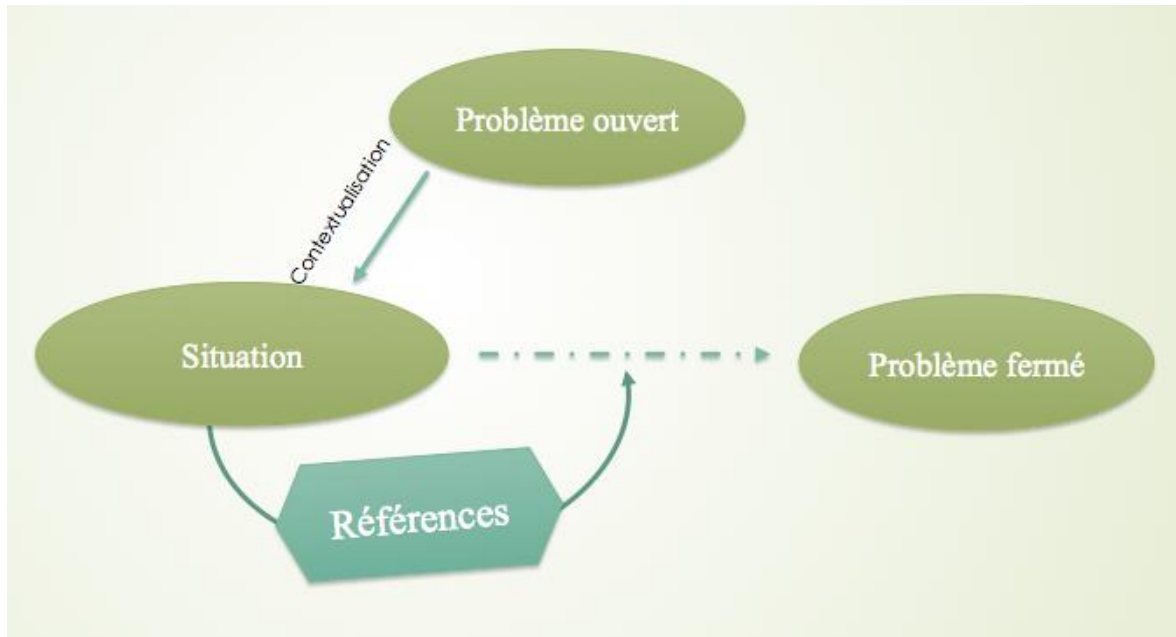 Problème ouvert
Contextualisation
Situation
Problème fermé
Références